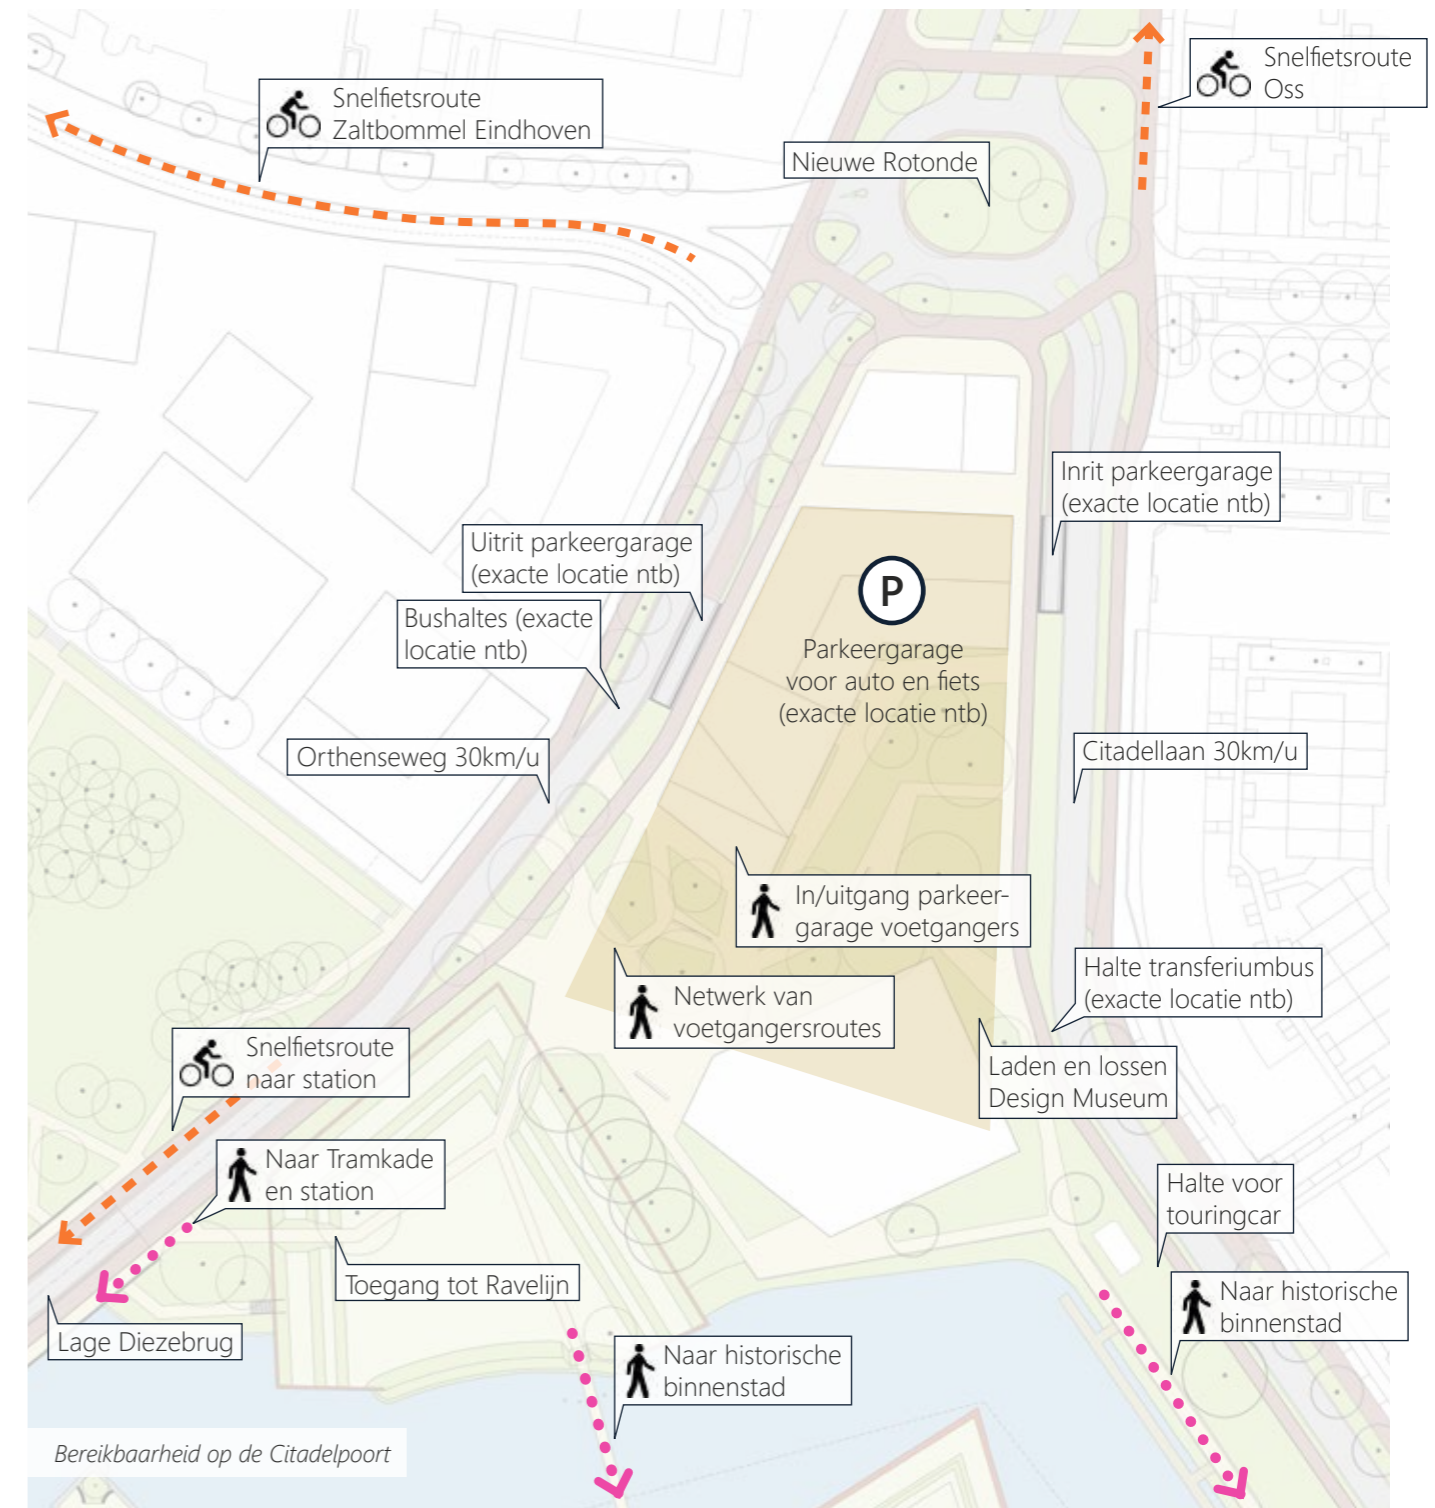 Snelfietsroute
Oss
Snelfietsroute
Zaltbommel Eindhoven
Nieuwe Rotonde
Inrit parkeergarage
(exacte locatie ntb)
Uitrit parkeergarage
(exacte locatie ntb)
P
Bushaltes (exacte
locatie ntb)
Parkeergarage
voor auto en fiets
(exacte locatie ntb)
Orthenseweg 30km/u
Citadellaan 30km/u
In/uitgang parkeer-
garage voetgangers
Halte transferiumbus
(exacte locatie ntb)
Netwerk van
voetgangersroutes
Snelfietsroute
naar station
Laden en lossen
Design Museum
Naar Tramkade
en station
Halte voor
touringcar
Toegang tot Ravelijn
Naar historische
binnenstad
Lage Diezebrug
Naar historische
binnenstad
Bereikbaarheid op de Citadelpoort